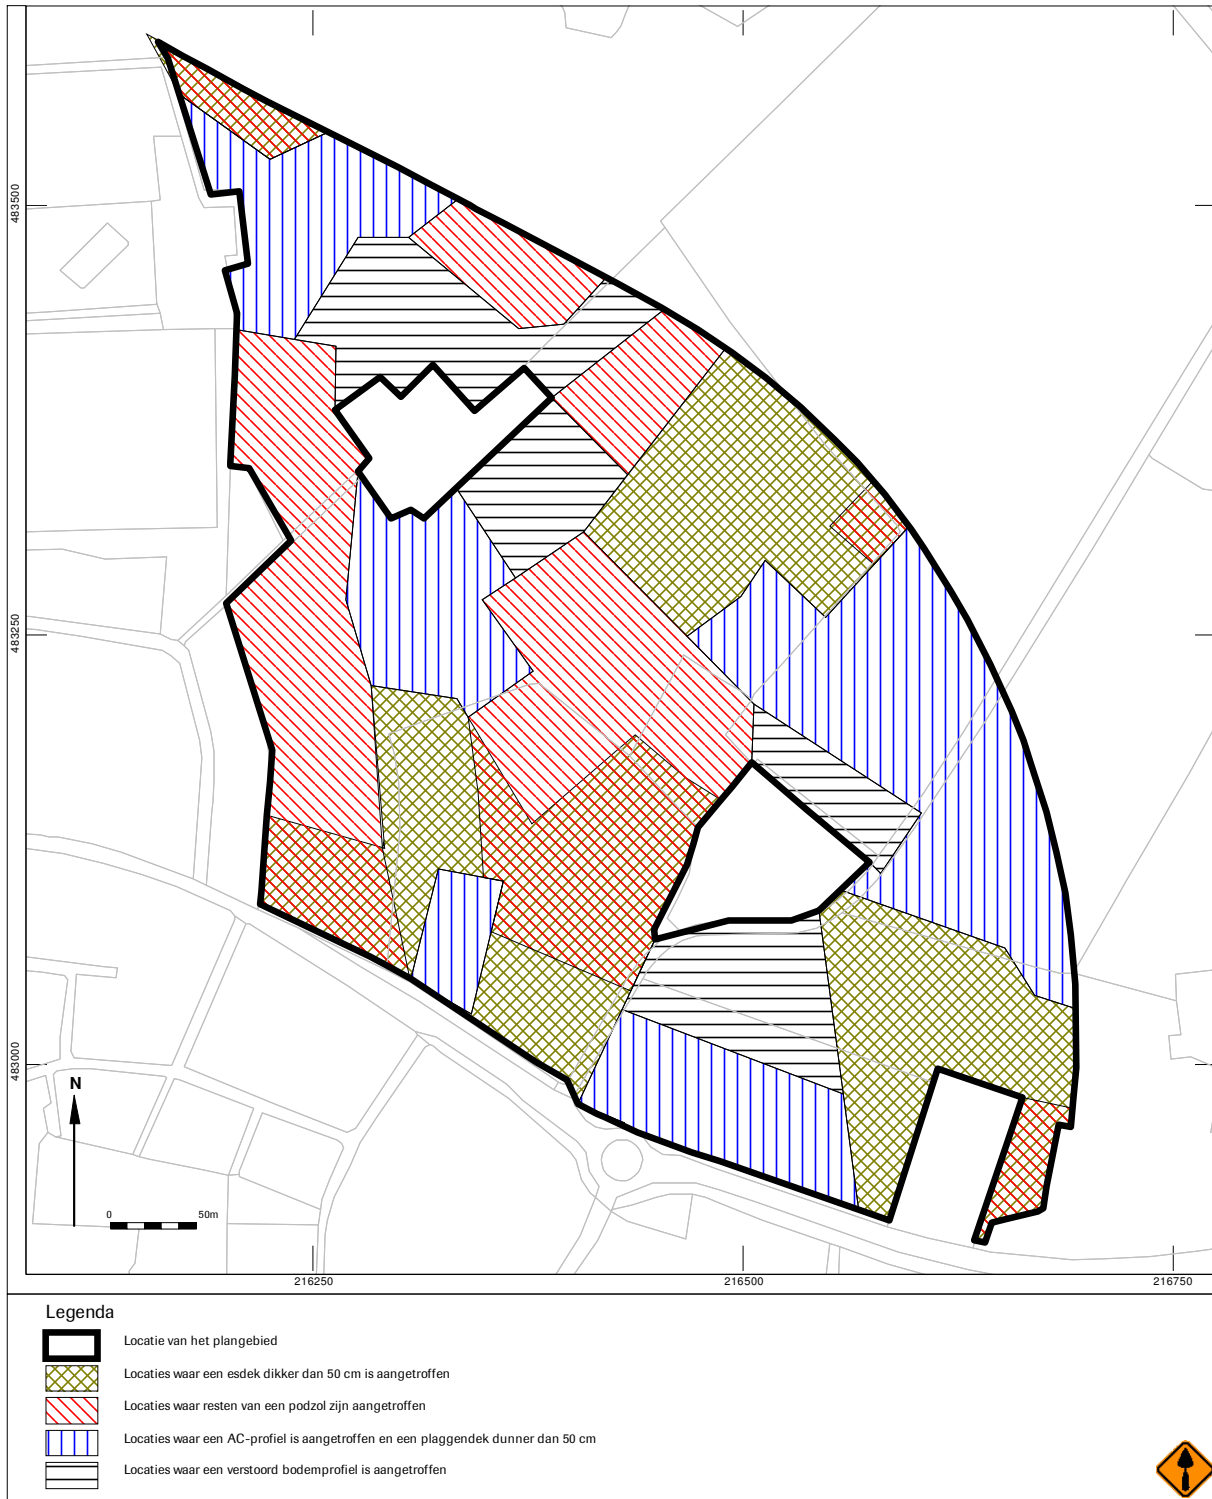 483500
483250
483000
N
0 50m
216250 216500 216750
Legenda
Locatie van het plangebied
Locaties waar een esdek dikker dan 50 cm is aangetroffen
Locaties waar resten van een podzol zijn aangetroffen
Locaties waar een AC-profiel is aangetroffen en een plaggendek dunner dan 50 cm
Locaties waar een verstoord bodemprofiel is aangetroffen